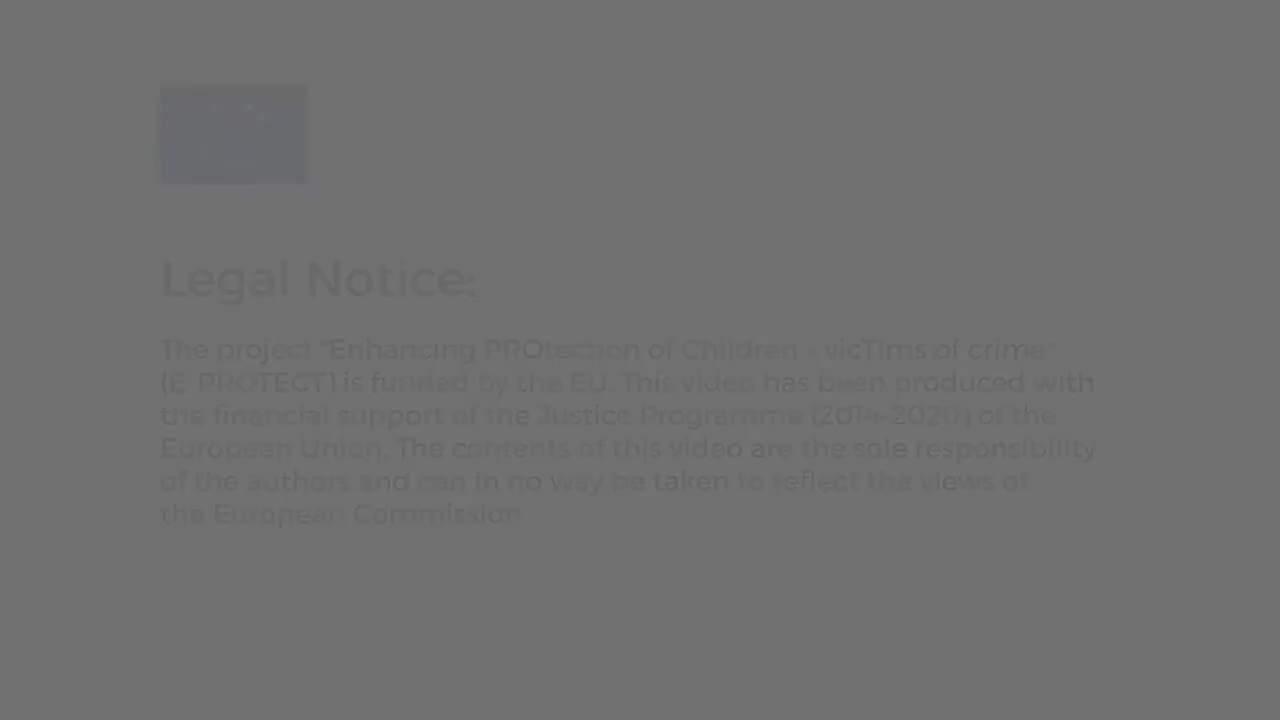 Legal Notice:
The project "Enhancing PROtection of Children - vicTims of crime"
(E-PROTECT) is funded by the EU. This video has been produced with
the financial support of the Justice Programme (2014-2020) of the
European Union. The contents of this video are the sole responsibility
of the authors and can in no way be taken to reflect the views of
the European Commission